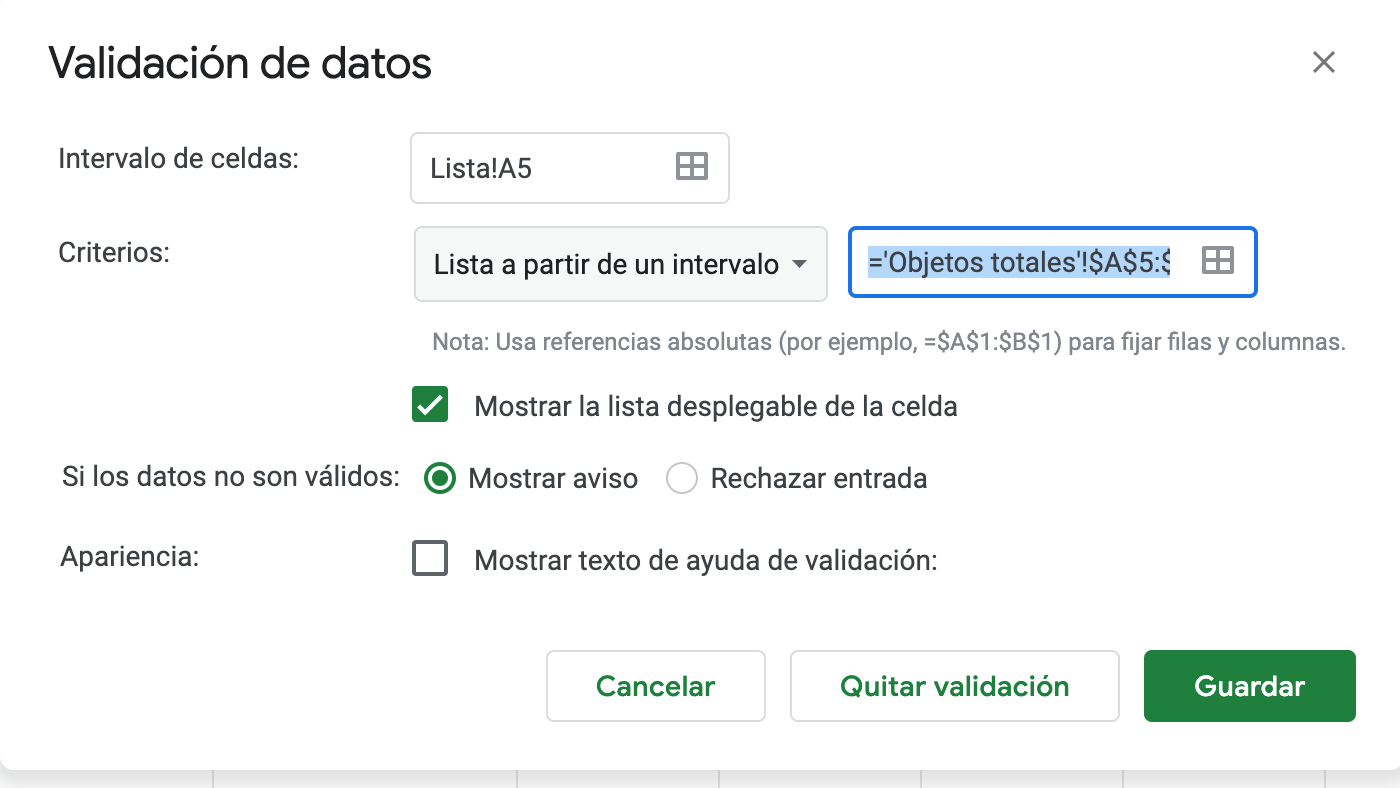 Validación de datos
Intervalo de celdas: Lista!A5
Criterios: Lista a partir de un intervalo ='Objetos totales'!$A$5:$
Nota: Usa referencias absolutas (por ejemplo, =$A$1:$B$1) para fijar filas y columnas.
Mostrar la lista desplegable de la celda
Si los datos no son válidos: Mostrar aviso Rechazar entrada
Apariencia: Mostrar texto de ayuda de validación:
Cancelar Quitar validación Guardar